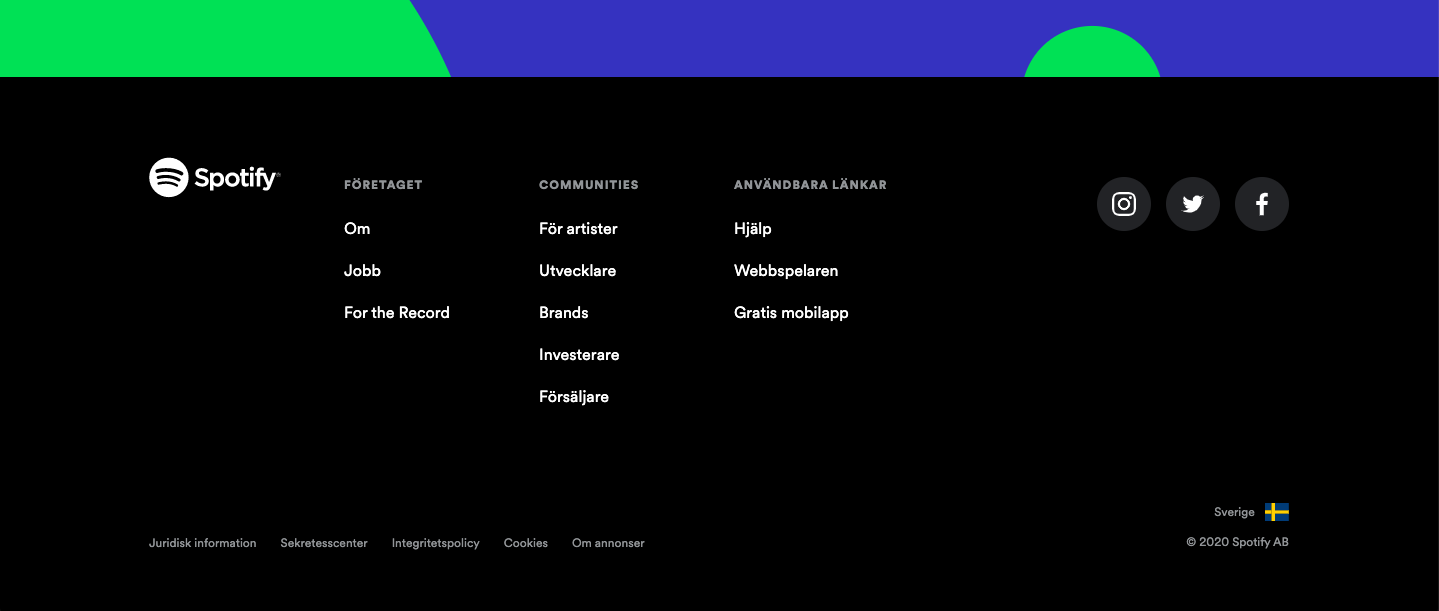 Spotify
FÖRETAGET
Om
Jobb
For the Record
COMMUNITIES
För artister
Utvecklare
Brands
Investerare
Försäljare
ANVÄNDBARA LÄNKAR
Hjälp
Webbspelaren
Gratis mobilapp
Sverige
Juridisk information Sekretesscenter Integritetspolicy Cookies Om annonser
© 2020 Spotify AB